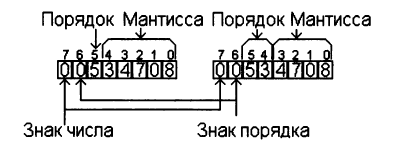 Порядок Мантисса Порядок Мантисса
7 6 5 4 3 2 1 0 7 6 5 4 3 2 1 0
0 0 5 3 4 7 0 8 0 0 5 3 4 7 0 8
Знак числа Знак порядка